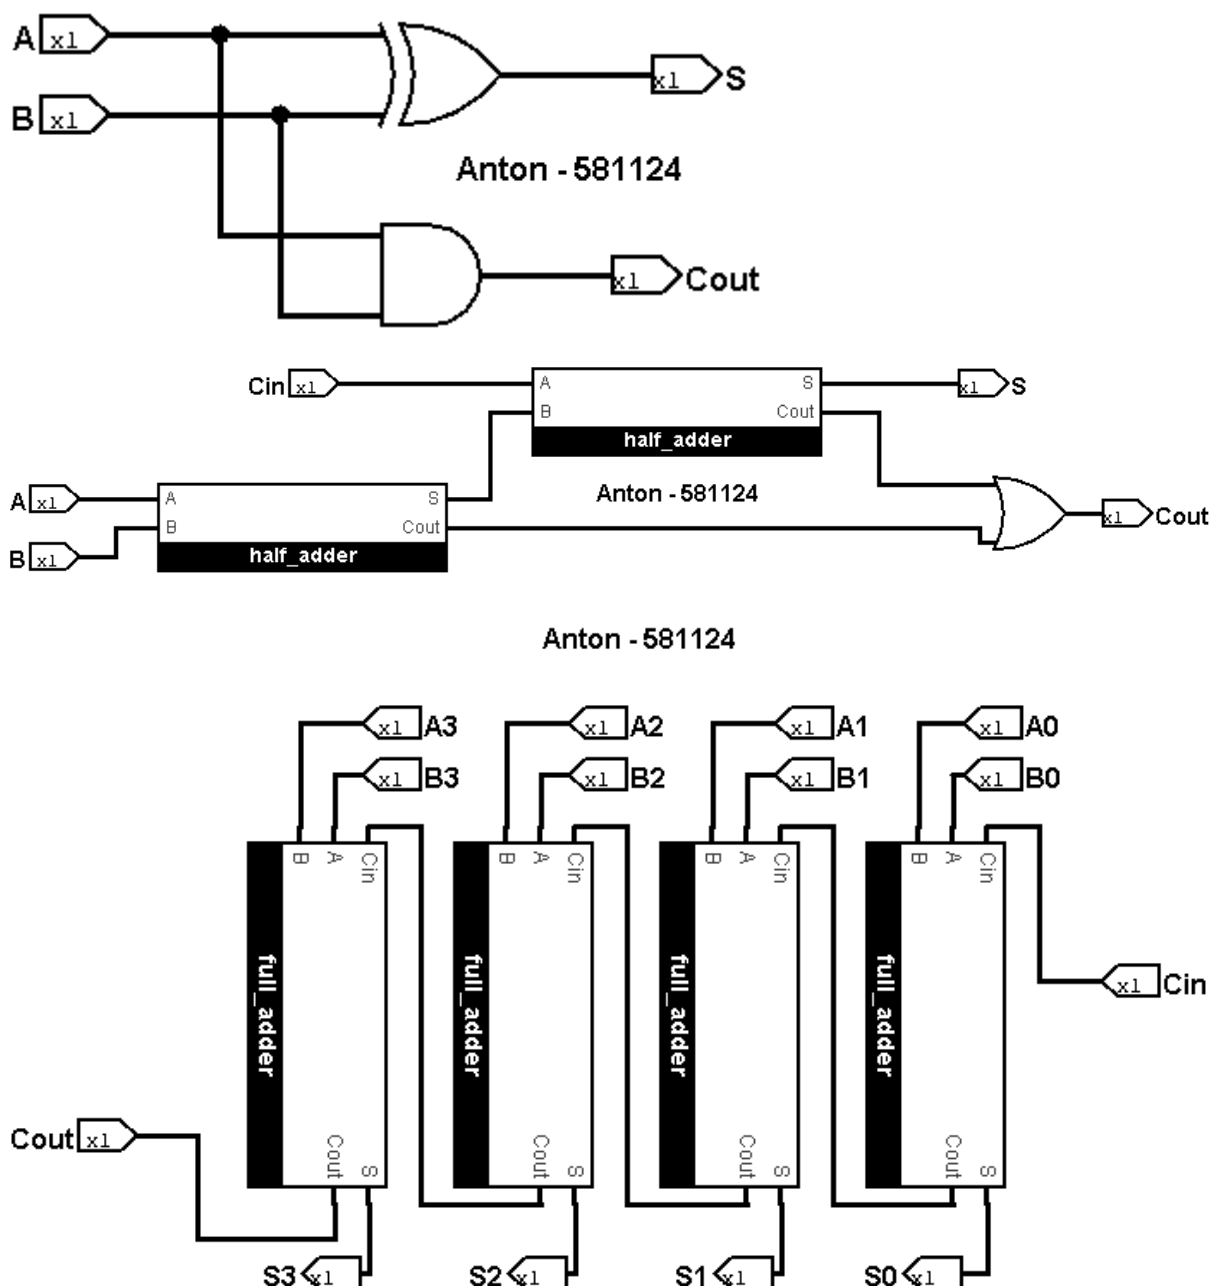 A x1
x1 S
B x1
Anton - 581124
x1 Cout
Cin x1
A S
x1 S
B Cout
half_adder
A x1
A S
Anton - 581124
B Cout
x1 Cout
B x1
half_adder
Anton - 581124
x1 A3
x1 A2
x1 A1
x1 A0
x1 B3
x1 B2
x1 B1
x1 B0
B A Cin
B A Cin
B A Cin
B A Cin
full_adder
full_adder
full_adder
full_adder
x1 Cin
Cout x1
Cout S
Cout S
Cout S
Cout S
S3 x1
S2 x1
S1 x1
S0 x1